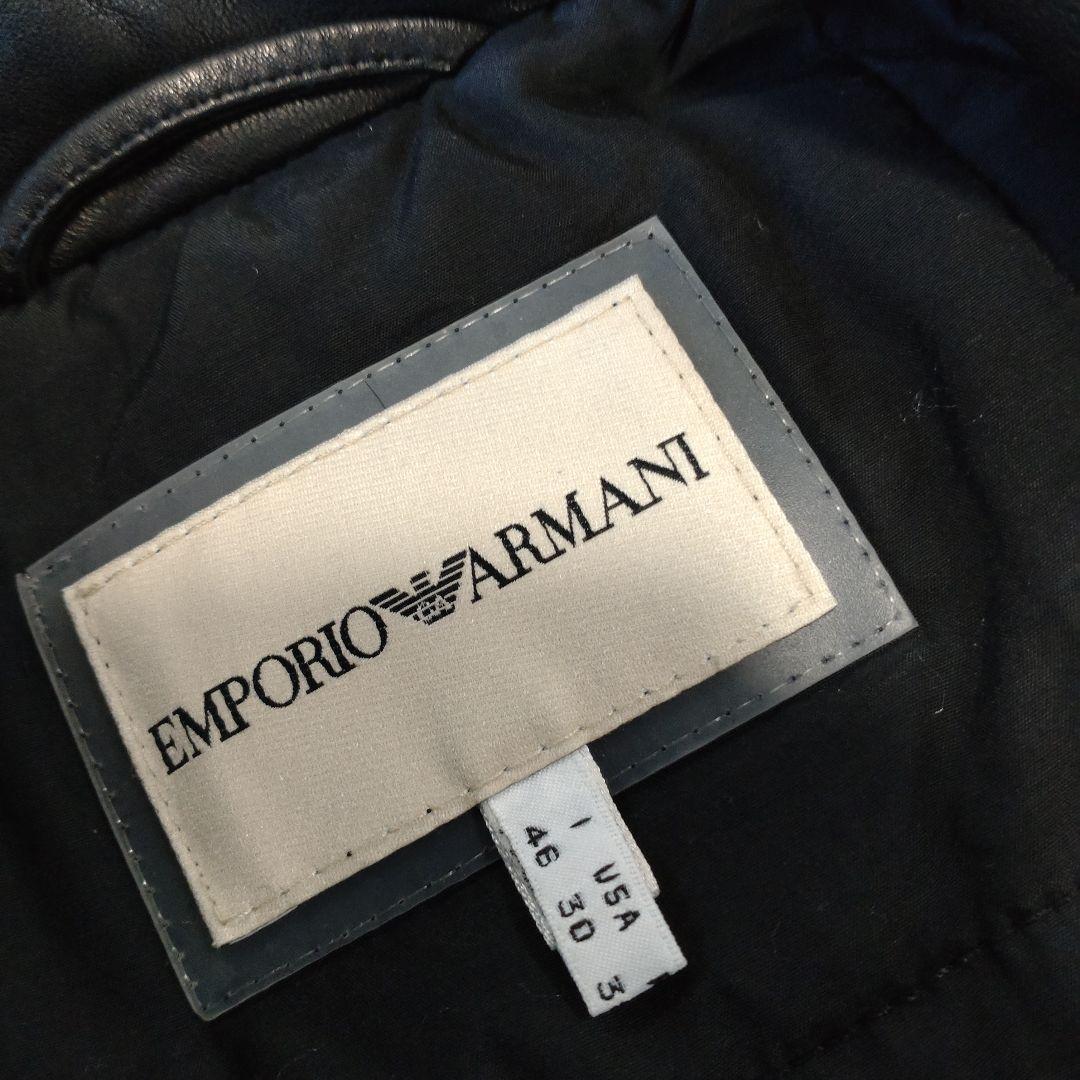 EMPORIO ARMANI
I USA
46 30 3